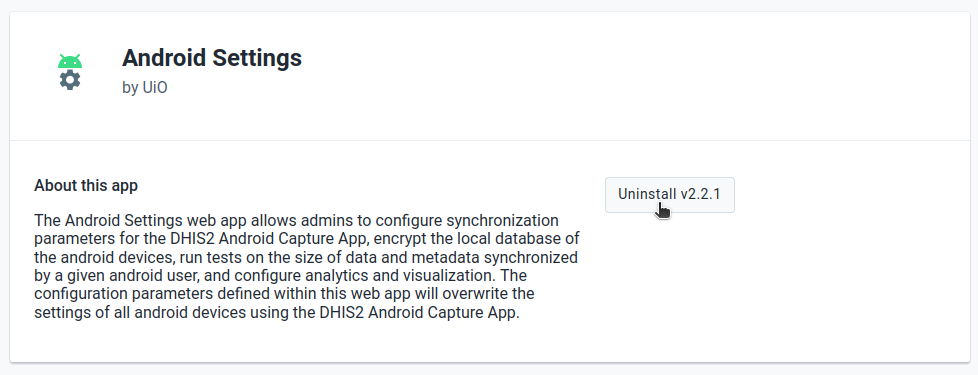 Android Settings
by UiO
About this app
Uninstall v2.2.1
The Android Settings web app allows admins to configure synchronization
parameters for the DHIS2 Android Capture App, encrypt the local database of
the android devices, run tests on the size of data and metadata synchronized
by a given android user, and configure analytics and visualization. The
configuration parameters defined within this web app will overwrite the
settings of all android devices using the DHIS2 Android Capture App.